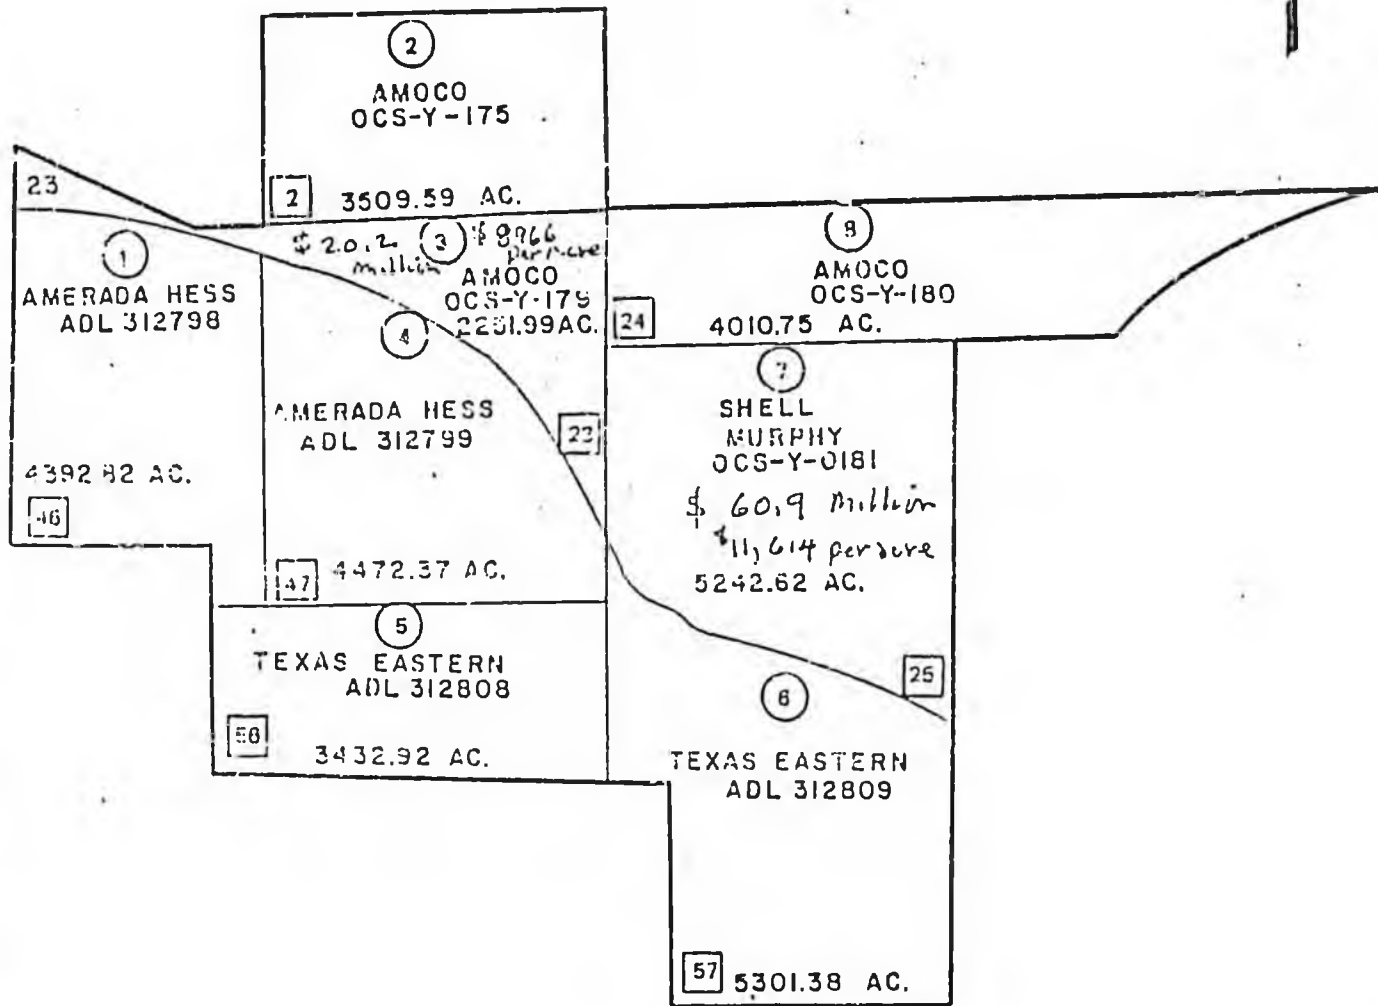 2
AMOCO
OCS-Y-175
2 3509.59 AC.
23
1
AMERADA HESS
ADL 312798
4392.82 AC.
46
$ 20.2 million
3
$ 8966 per acre
AMOCO
OCS-Y-179
AC.
4
AMERADA HESS
ADL 312799
47 4472.37 AC.
8
AMOCO
OCS-Y-180
24 4010.75 AC.
7
SHELL
MURPHY
OCS-Y-0181
$ 60.9 Million
$11,614 per acre
5242.62 AC.
25
5
TEXAS EASTERN
ADL 312808
3432.92 AC.
6
TEXAS EASTERN
ADL 312809
57 5301.38 AC.